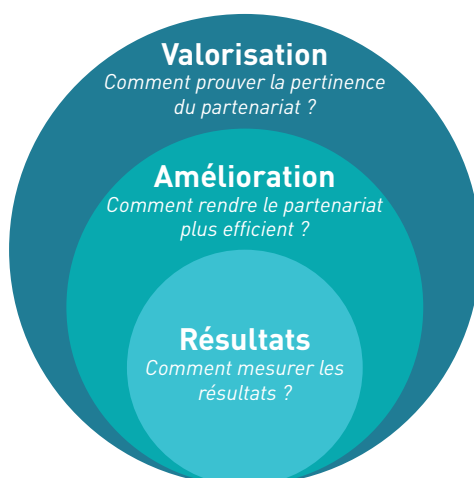 Valorisation
Comment prouver la pertinence
du partenariat ?
Amélioration
Comment rendre le partenariat
plus efficient ?
Résultats
Comment mesurer les
résultats ?